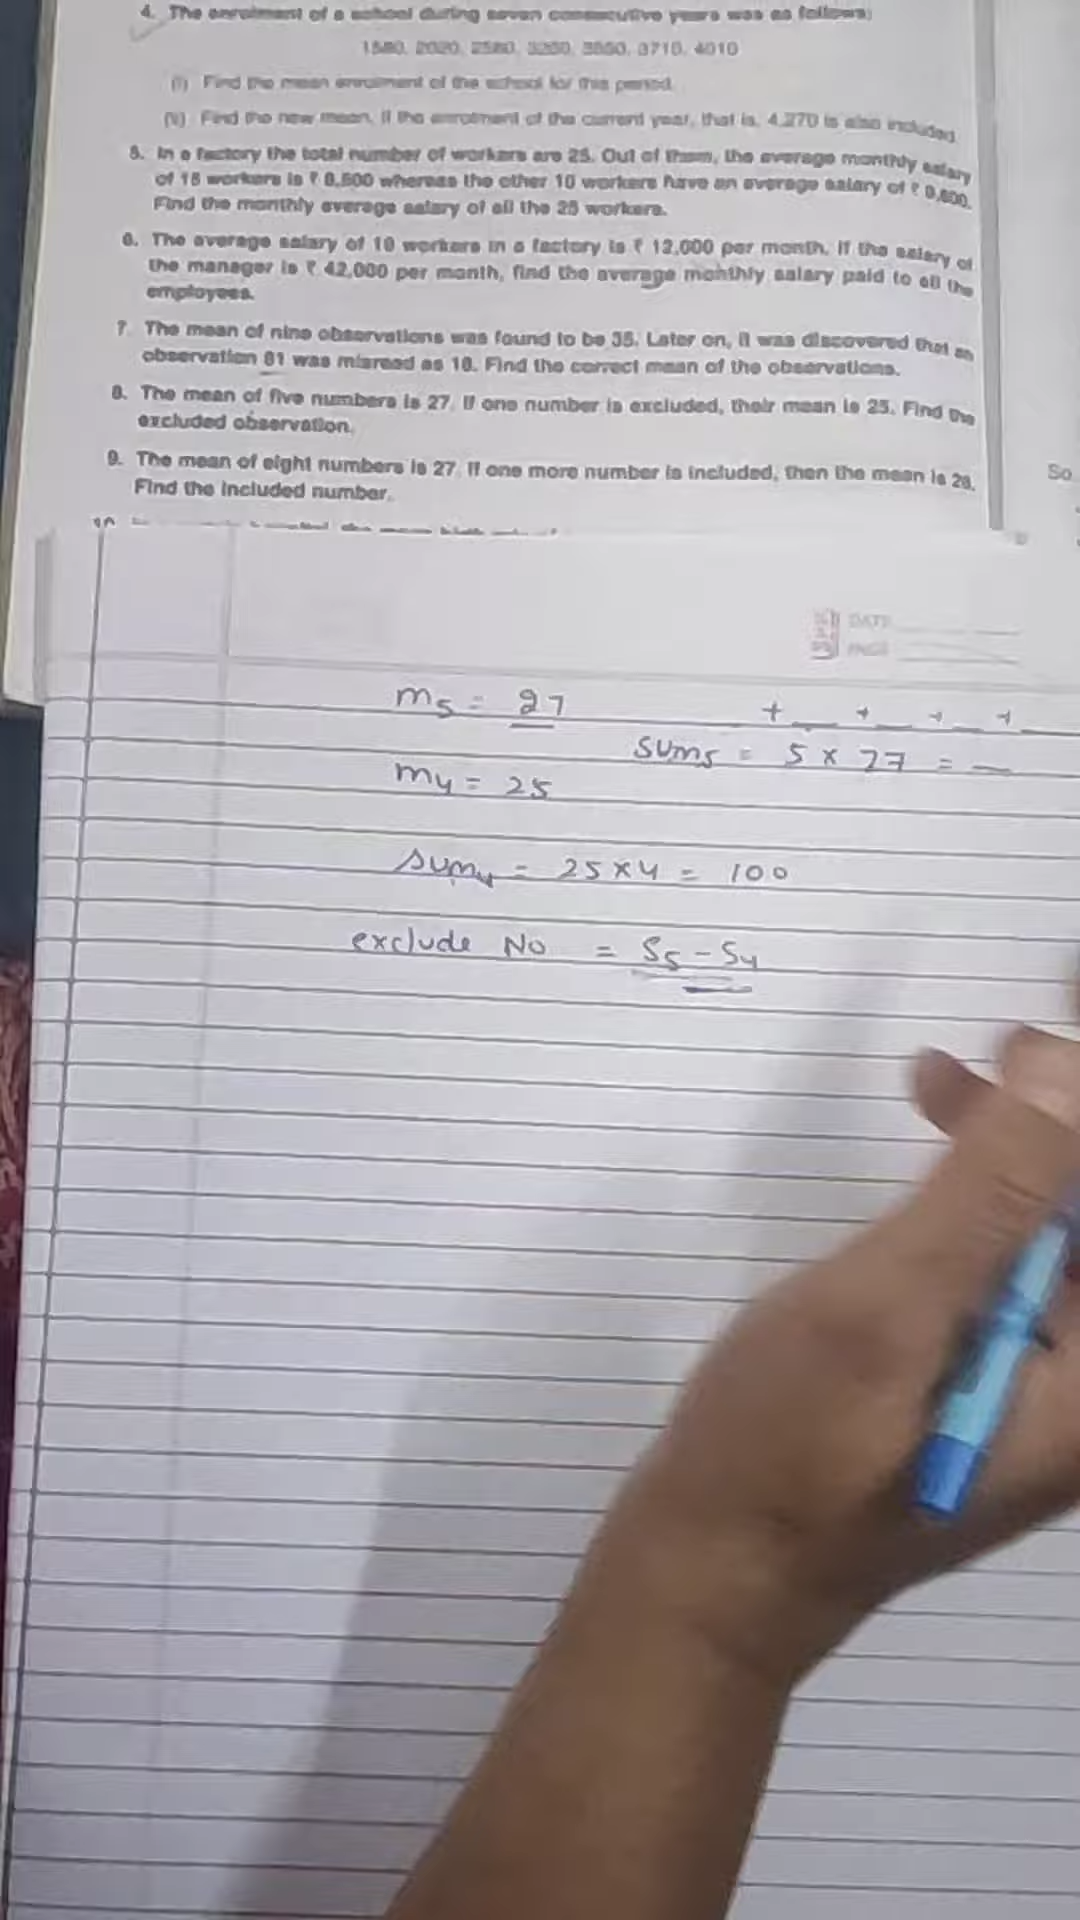 4. The enrolment of a school during seven consecutive years was as follows:
2020, 2580, 3710, 4010
(i) Find the mean enrolment of the school for this period.
(ii) Find the new mean, if the enrolment of the current year, that is, 4,270 is also included.
5. In a factory the total number of workers are 25. Out of them, the average monthly salary
of 15 workers is ₹ 8,500 whereas the other 10 workers have an average salary of ₹
Find the monthly average salary of all the 25 workers.
6. The average salary of workers in a factory is ₹ 12,000 per month. If the salary of
the manager is ₹ 42,000 per month, find the average monthly salary paid to all the
employees.
7. The mean of nine observations was found to be 35. Later on, it was discovered that an
observation 81 was misread as 18. Find the correct mean of the observations.
8. The mean of five numbers is 27. If one number is excluded, their mean is 25. Find the
excluded observation.
9. The mean of eight numbers is 27. If one more number is included, then the mean is 28.
Find the included number.
So
DATE
PAGE
m5 = 27
+ __ + __ + __ + __
sum5 = 5 x 27 = __
m4 = 25
sum4 = 25 x 4 = 100
exclude No = S5 - S4